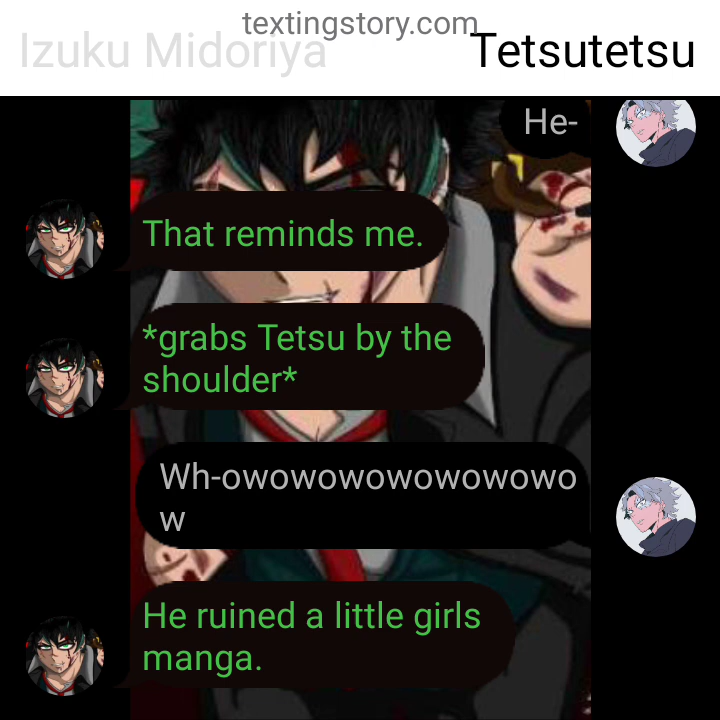 textingstory.com
Izuku Midoriya
Tetsutetsu
He-
That reminds me.
*grabs Tetsu by the
shoulder*
Wh-owowowowowowowo
w
He ruined a little girls
manga.